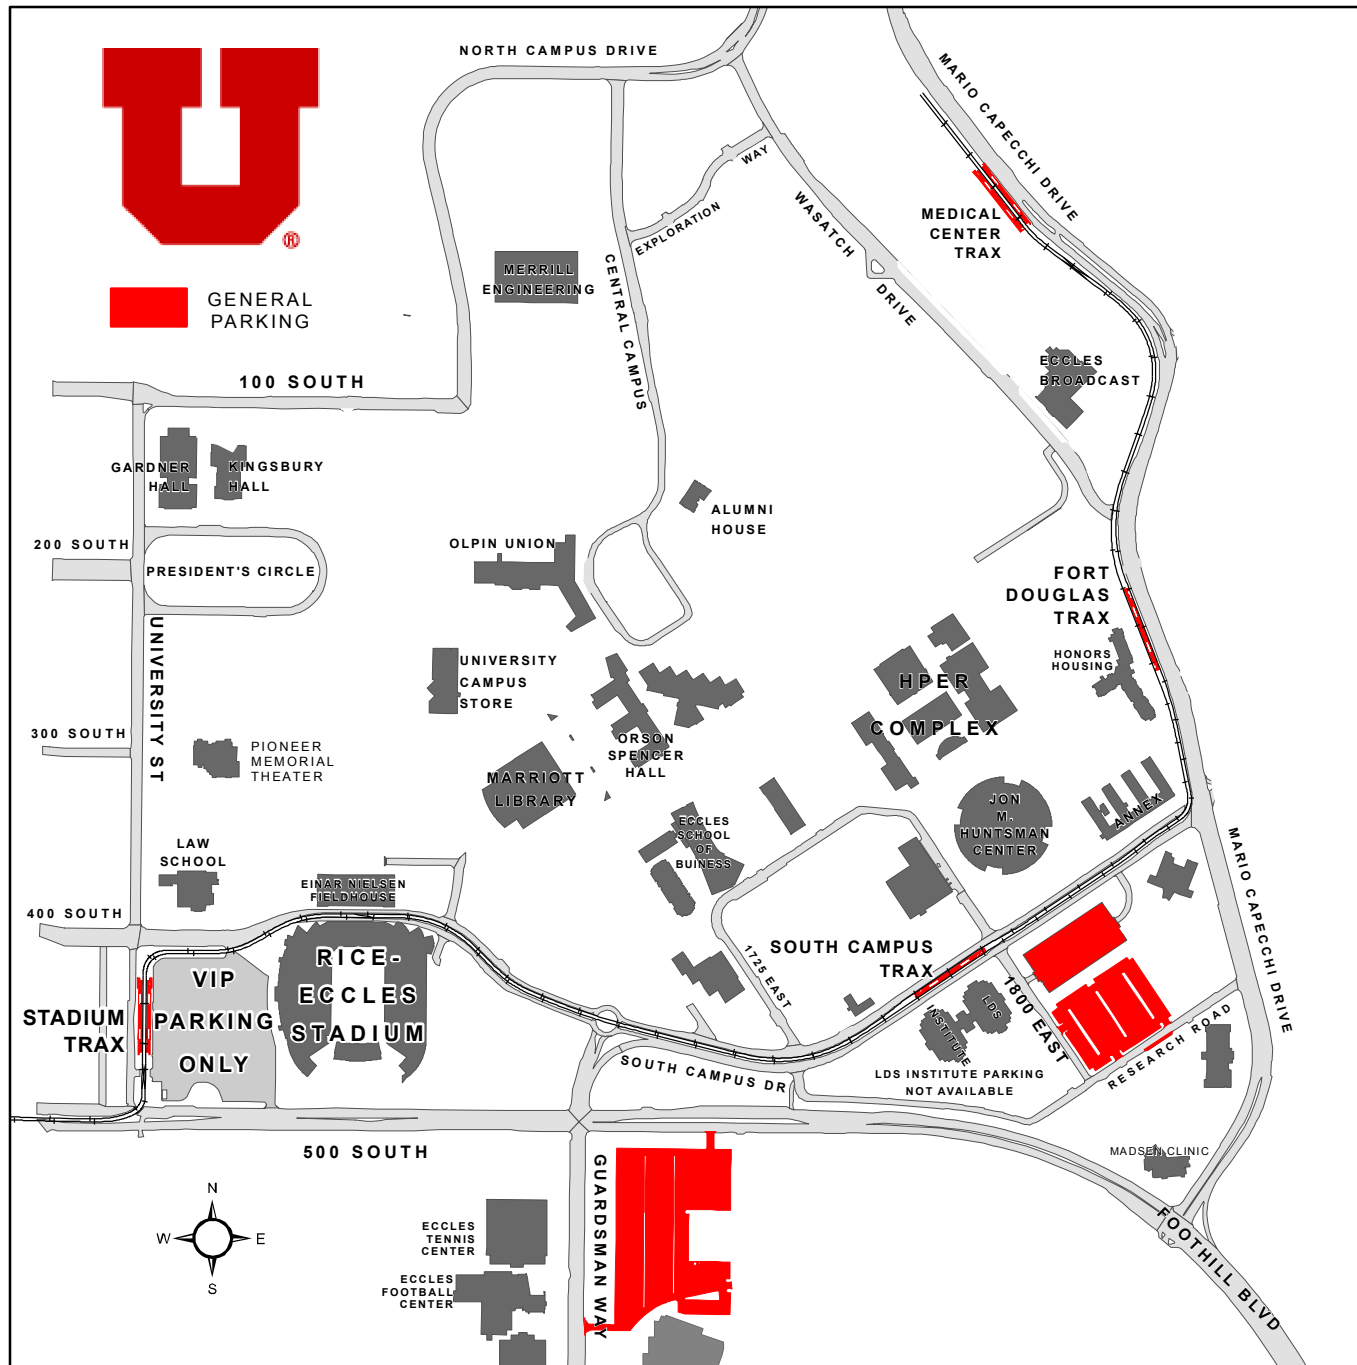 NORTH CAMPUS DRIVE
MARIO CAPECCHI DRIVE
U
®
GENERAL
PARKING
WAY
EXPLORATION
WASATCH
DRIVE
MEDICAL
CENTER
TRAX
MERRILL
ENGINEERING
CENTRAL CAMPUS
100 SOUTH
ECCLES
BROADCAST
GARDNER
HALL
KINGSBURY
HALL
ALUMNI
HOUSE
200 SOUTH
OLPIN UNION
PRESIDENT'S CIRCLE
FORT
DOUGLAS
TRAX
UNIVERSITY ST
HONORS
HOUSING
UNIVERSITY
CAMPUS
STORE
HPER
COMPLEX
300 SOUTH
PIONEER
MEMORIAL
THEATER
ORSON
SPENCER
HALL
MARRIOTT
LIBRARY
JON
M.
HUNTSMAN
CENTER
ANNEX
ECCLES
SCHOOL
OF
BUINESS
MARIO CAPECCHI DRIVE
LAW
SCHOOL
EINAR NIELSEN
FIELDHOUSE
400 SOUTH
RICE-
ECCLES
STADIUM
VIP
PARKING
ONLY
1725 EAST
SOUTH CAMPUS
TRAX
1800 EAST
LDS
INSTITUTE
STADIUM
TRAX
RESEARCH ROAD
SOUTH CAMPUS DR
LDS INSTITUTE PARKING
NOT AVAILABLE
500 SOUTH
MADSEN CLINIC
GUARDSMAN WAY
N
W
E
S
ECCLES
TENNIS
CENTER
ECCLES
FOOTBALL
CENTER
FOOTHILL BLVD